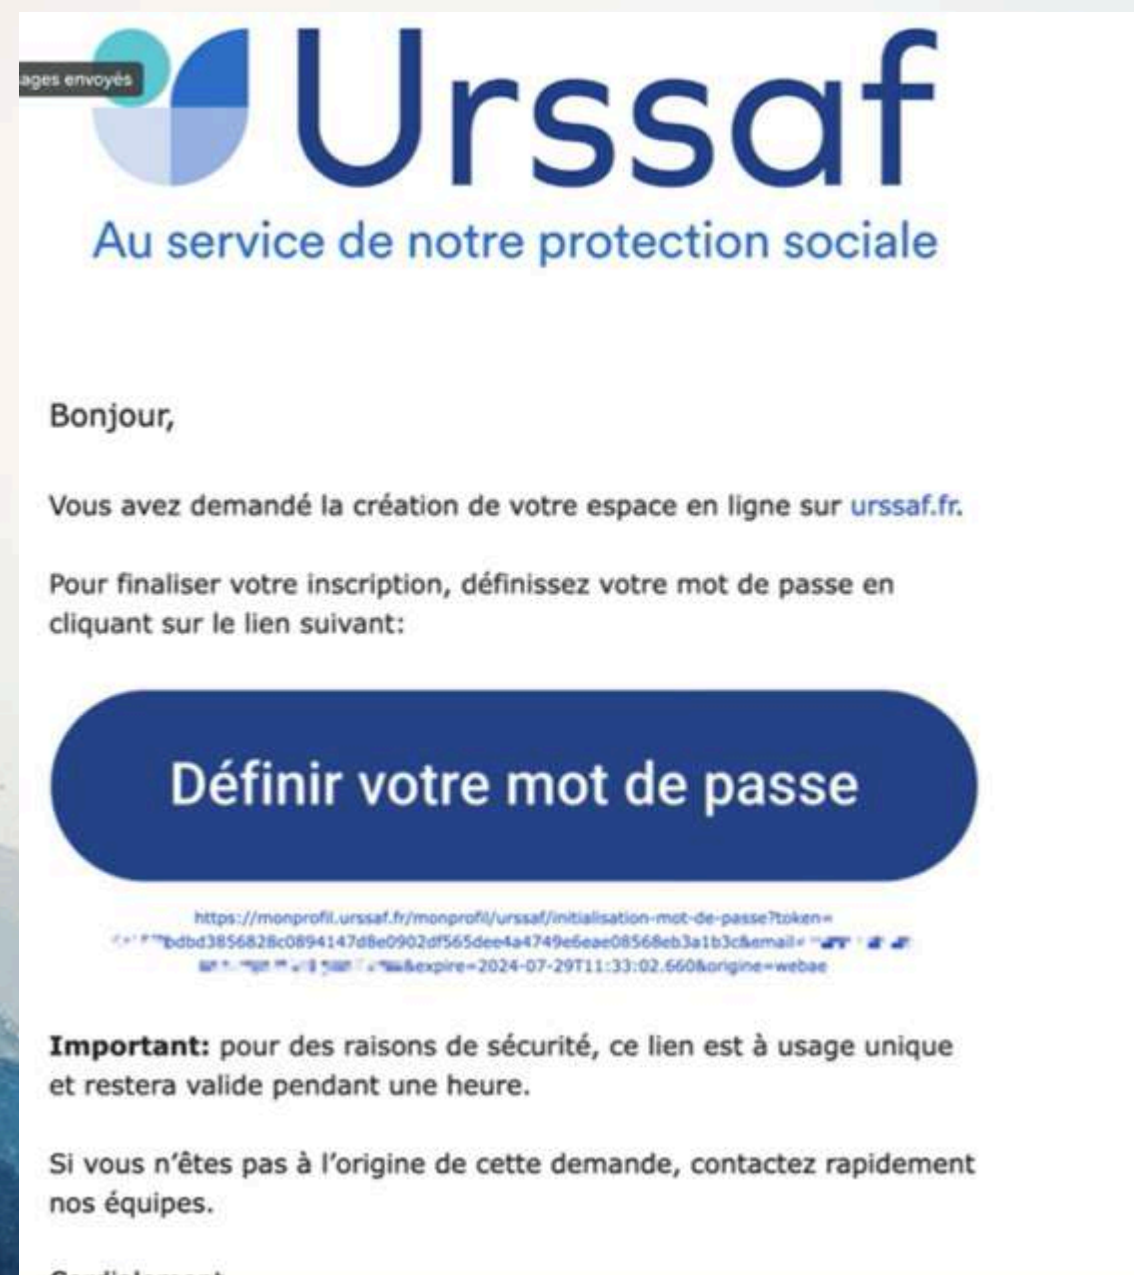 ages envoyés
Urssaf
Au service de notre protection sociale
Bonjour,
Vous avez demandé la création de votre espace en ligne sur urssaf.fr.
Pour finaliser votre inscription, définissez votre mot de passe en
cliquant sur le lien suivant:
Définir votre mot de passe
https://monprofil.urssaf.fr/monprofil/urssaf/initialisation-mot-de-passe?token=
bdbd3856828c0894147d8e0902df565dee4a4749e6eae08568eb3a1b3c&email=
&expire=2024-07-29T11:33:02.660&origine=webae
Important: pour des raisons de sécurité, ce lien est à usage unique
et restera valide pendant une heure.
Si vous n’êtes pas à l’origine de cette demande, contactez rapidement
nos équipes.